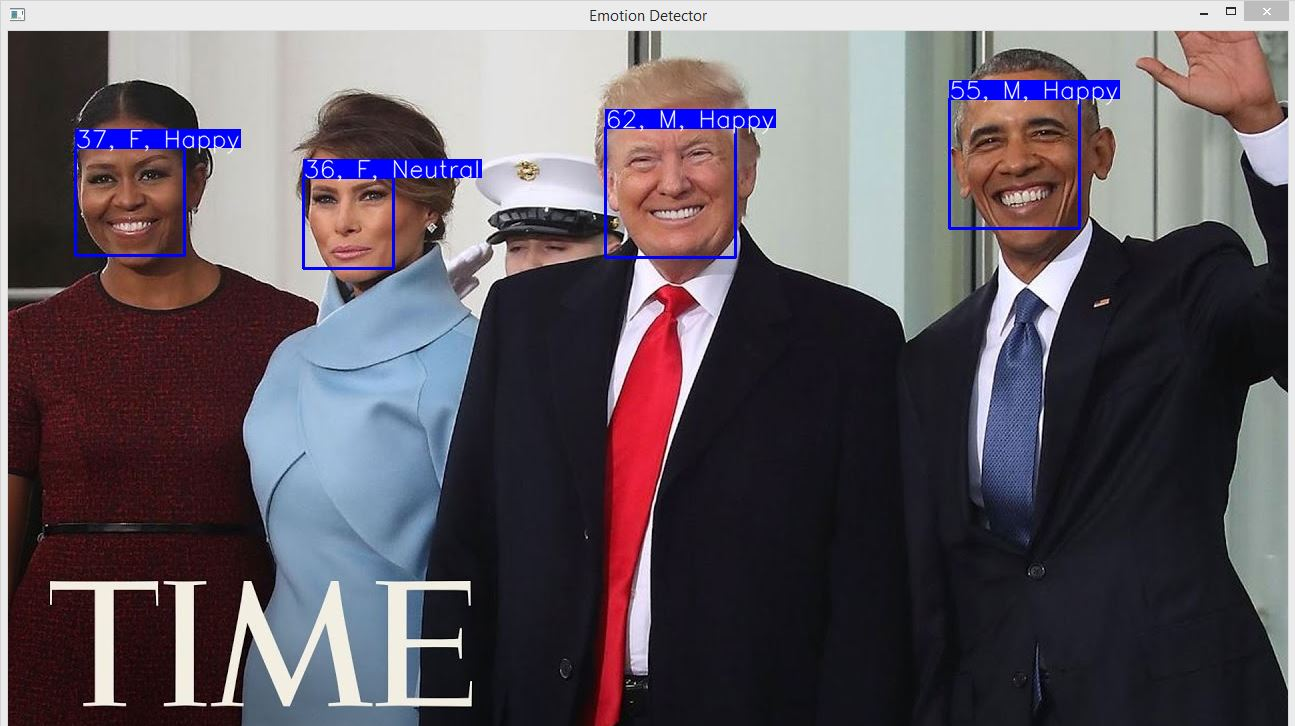 Emotion Detector
37, F, Happy
36, F, Neutral
62, M, Happy
55, M, Happy
TIME